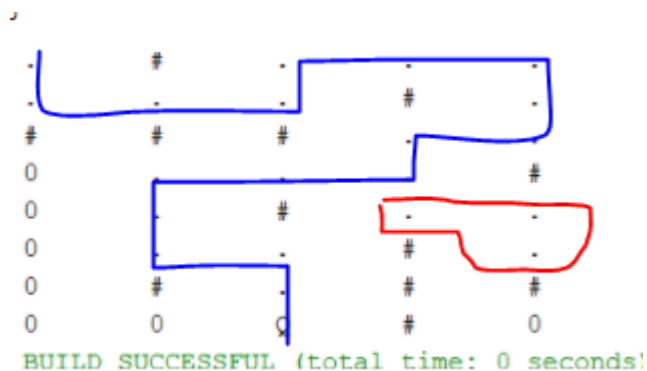 . # . . .
. . . # .
# # # . .
0 . . . #
0 . # . .
0 . . # .
0 # . # #
0 0 0 # 0
BUILD SUCCESSFUL (total time: 0 seconds)